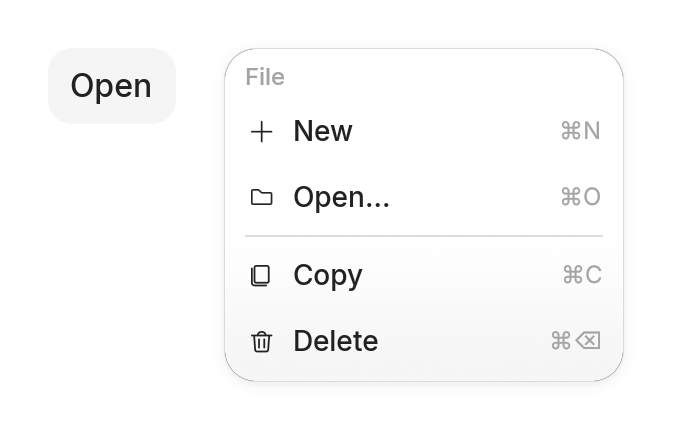 Open
File
New ⌘N
Open... ⌘O
Copy ⌘C
Delete ⌘⌫